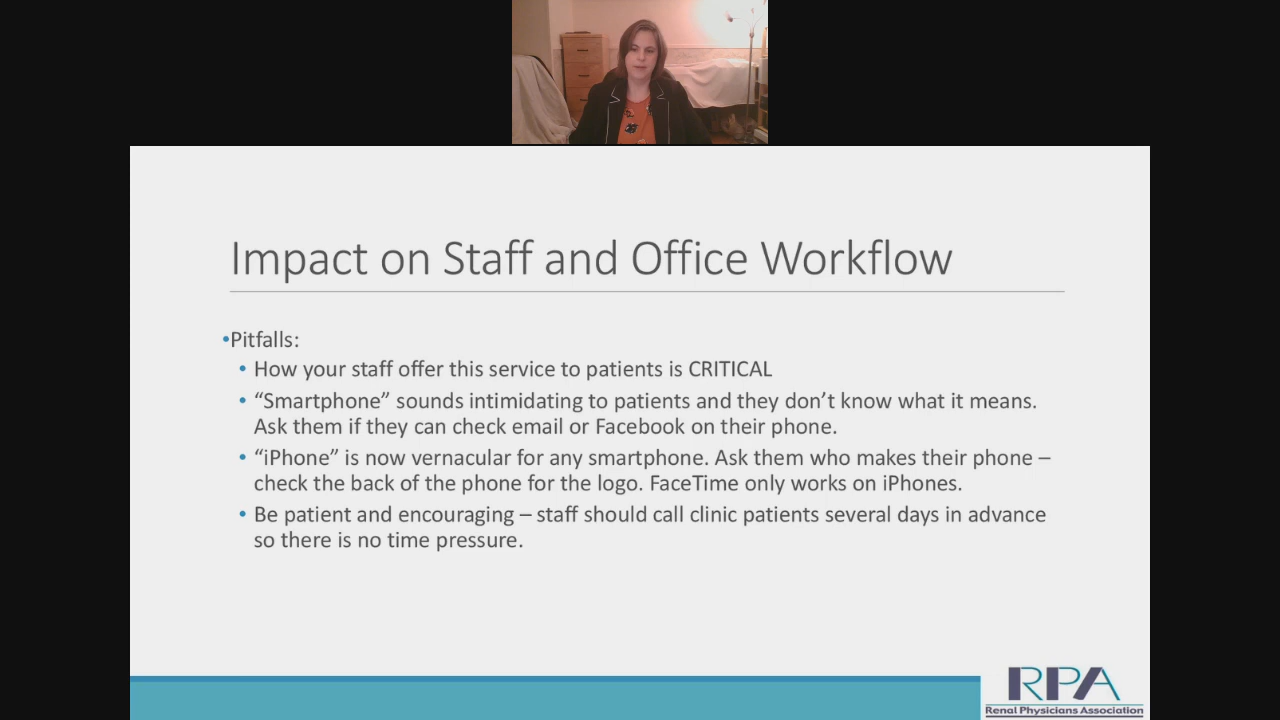 Impact on Staff and Office Workflow
•Pitfalls:
• How your staff offer this service to patients is CRITICAL
• “Smartphone” sounds intimidating to patients and they don’t know what it means.
Ask them if they can check email or Facebook on their phone.
• “iPhone” is now vernacular for any smartphone. Ask them who makes their phone –
check the back of the phone for the logo. FaceTime only works on iPhones.
• Be patient and encouraging – staff should call clinic patients several days in advance
so there is no time pressure.
RPA
Renal Physicians Association